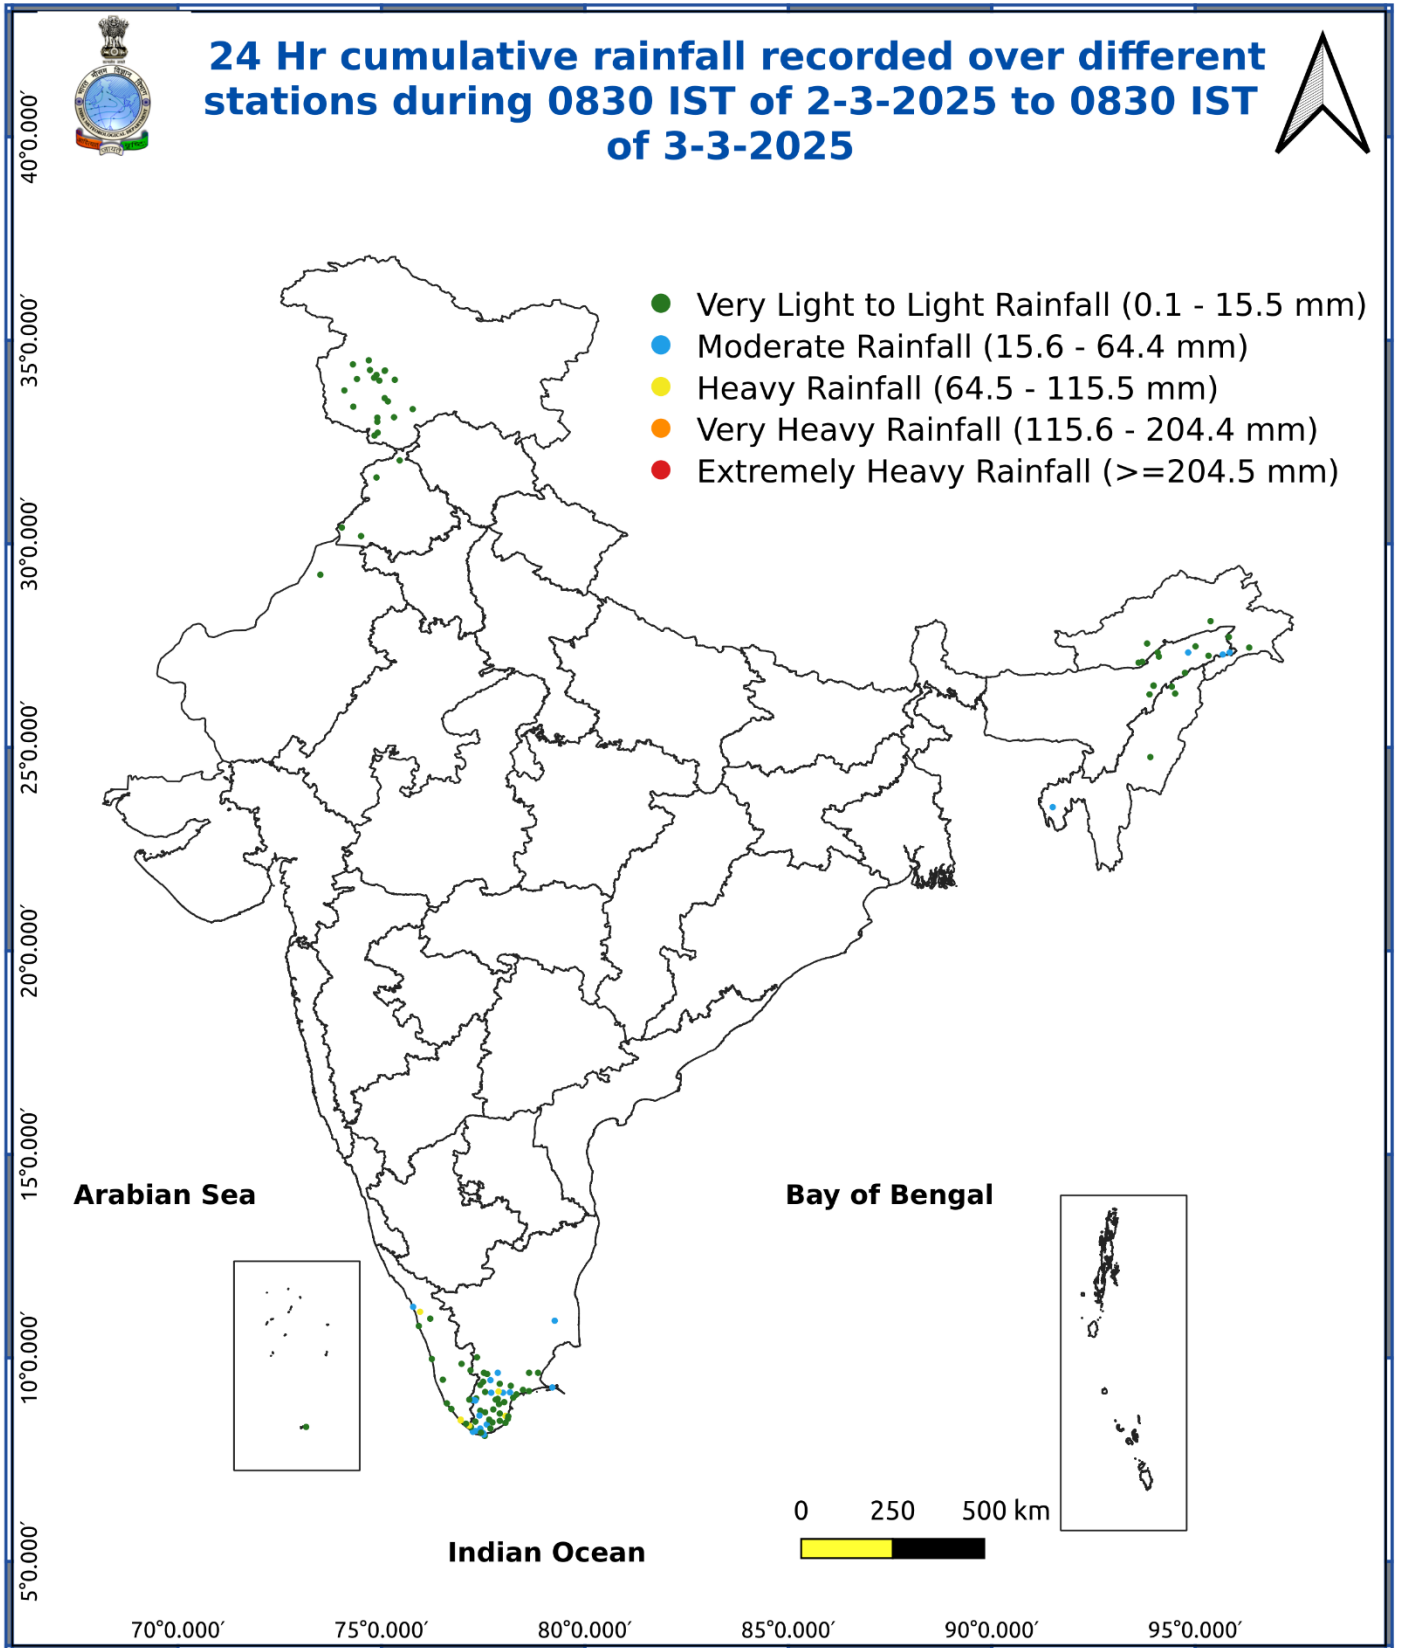 24 Hr cumulative rainfall recorded over different
stations during 0830 IST of 2-3-2025 to 0830 IST
of 3-3-2025
Very Light to Light Rainfall (0.1 - 15.5 mm)
Moderate Rainfall (15.6 - 64.4 mm)
Heavy Rainfall (64.5 - 115.5 mm)
Very Heavy Rainfall (115.6 - 204.4 mm)
Extremely Heavy Rainfall (>=204.5 mm)
40°0.000′
35°0.000′
30°0.000′
25°0.000′
20°0.000′
15°0.000′
10°0.000′
5°0.000′
Arabian Sea
Bay of Bengal
Indian Ocean
0 250 500 km
70°0.000′ 75°0.000′ 80°0.000′ 85°0.000′ 90°0.000′ 95°0.000′